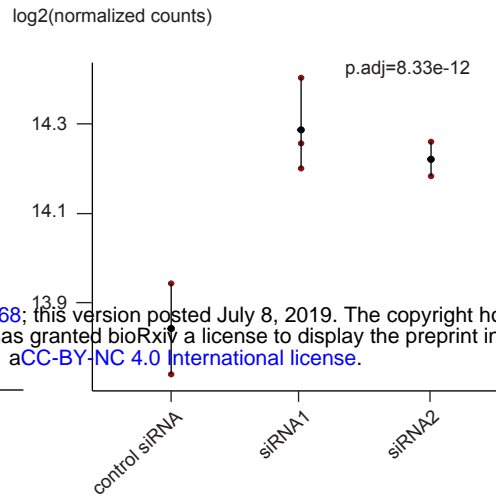 log2(normalized counts)
p.adj=8.33e-12
14.3
14.1
13.9
68; this version posted July 8, 2019. The copyright ho
as granted bioRxiv a license to display the preprint in
aCC-BY-NC 4.0 International license.
control siRNA
siRNA1
siRNA2